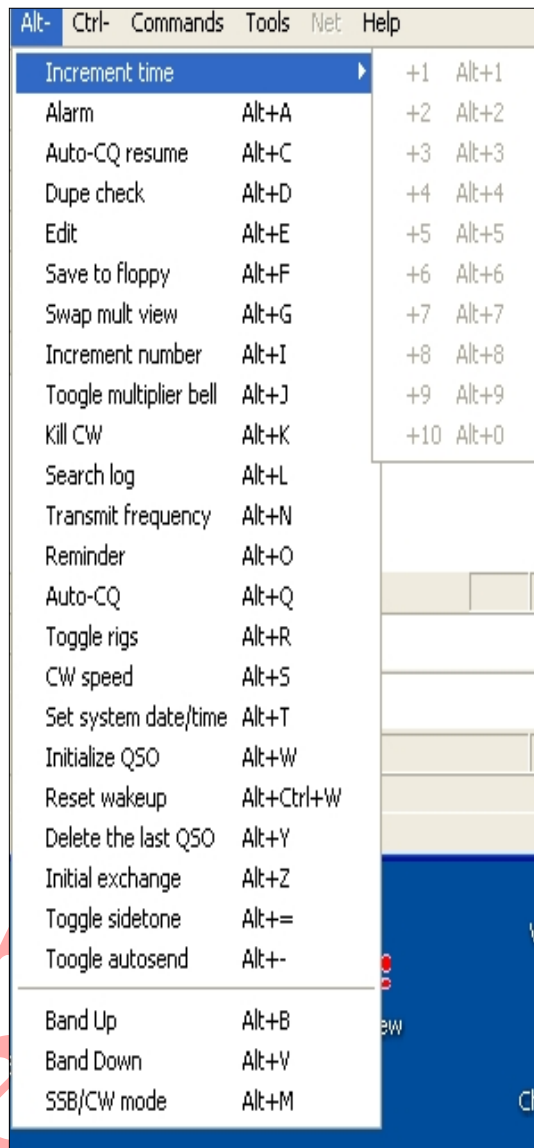 Alt- Ctrl- Commands Tools Net Help
Increment time +1 Alt+1
Alarm Alt+A +2 Alt+2
Auto-CQ resume Alt+C +3 Alt+3
Dupe check Alt+D +4 Alt+4
Edit Alt+E +5 Alt+5
Save to floppy Alt+F +6 Alt+6
Swap mult view Alt+G +7 Alt+7
Increment number Alt+I +8 Alt+8
Toogle multiplier bell Alt+J +9 Alt+9
Kill CW Alt+K +10 Alt+0
Search log Alt+L
Transmit frequency Alt+N
Reminder Alt+O
Auto-CQ Alt+Q
Toggle rigs Alt+R
CW speed Alt+S
Set system date/time Alt+T
Initialize QSO Alt+W
Reset wakeup Alt+Ctrl+W
Delete the last QSO Alt+Y
Initial exchange Alt+Z
Toggle sidetone Alt+=
Toogle autosend Alt+-
Band Up Alt+B
Band Down Alt+V
SSB/CW mode Alt+M